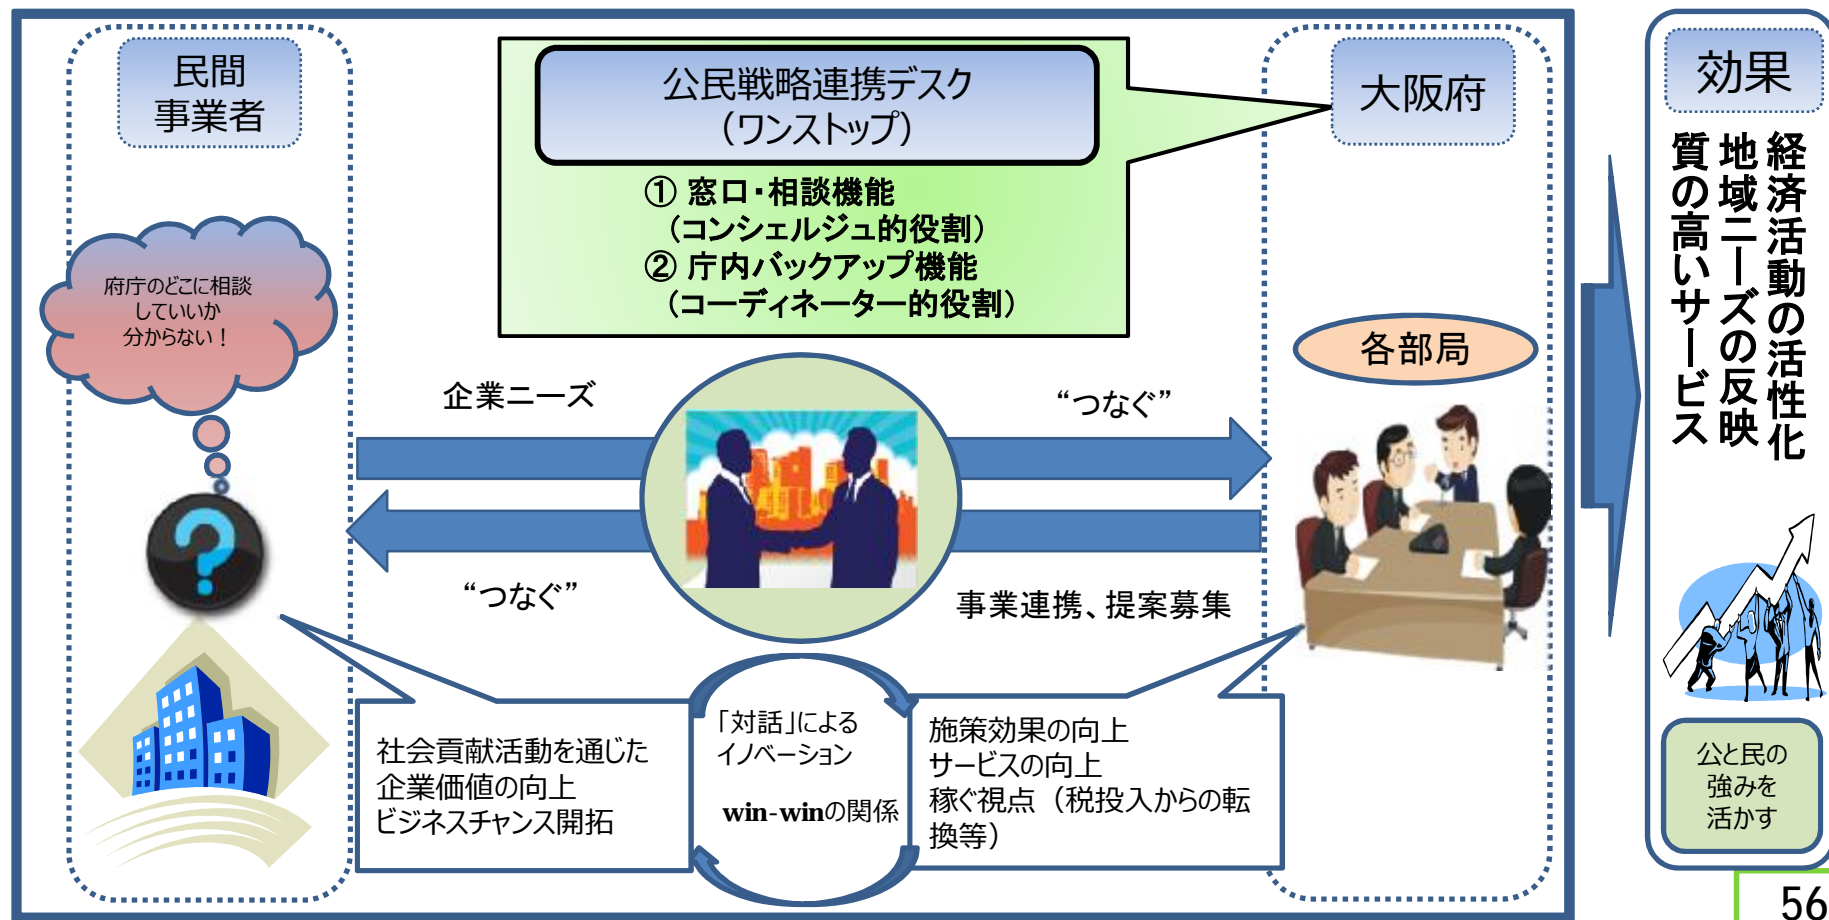 民間
事業者
公民戦略連携デスク
（ワンストップ）
① 窓口・相談機能
（コンシェルジュ的役割）
② 庁内バックアップ機能
（コーディネーター的役割）
大阪府
府庁のどこに相談
していいか
分からない！
各部局
企業ニーズ
“つなぐ”
“つなぐ”
事業連携、提案募集
社会貢献活動を通じた
企業価値の向上
ビジネスチャンス開拓
「対話」による
イノベーション
win-winの関係
施策効果の向上
サービスの向上
稼ぐ視点（税投入からの転
換等）
効果
経済活動の活性化
地域ニーズの反映
質の高いサービス
公と民の
強みを
活かす
56